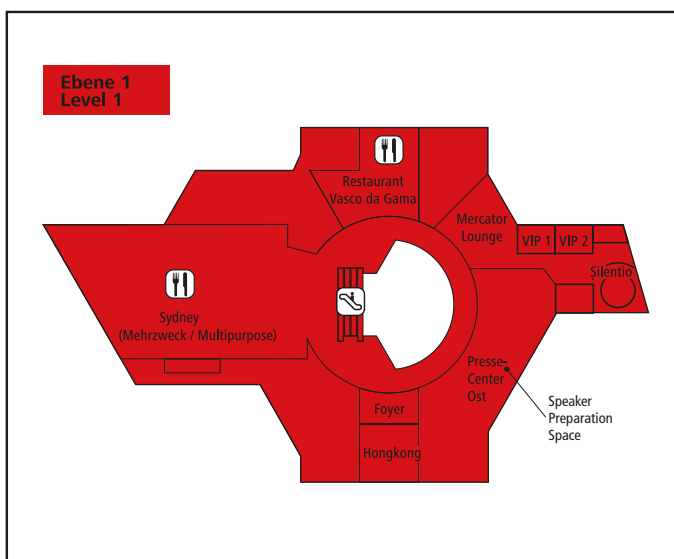 Ebene 1
Level 1
Restaurant
Vasco da Gama
Mercator
Lounge
VIP 1
VIP 2
Silentio
Sydney
(Mehrzweck / Multipurpose)
Presse-
Center
Ost
Speaker
Preparation
Space
Foyer
Hongkong